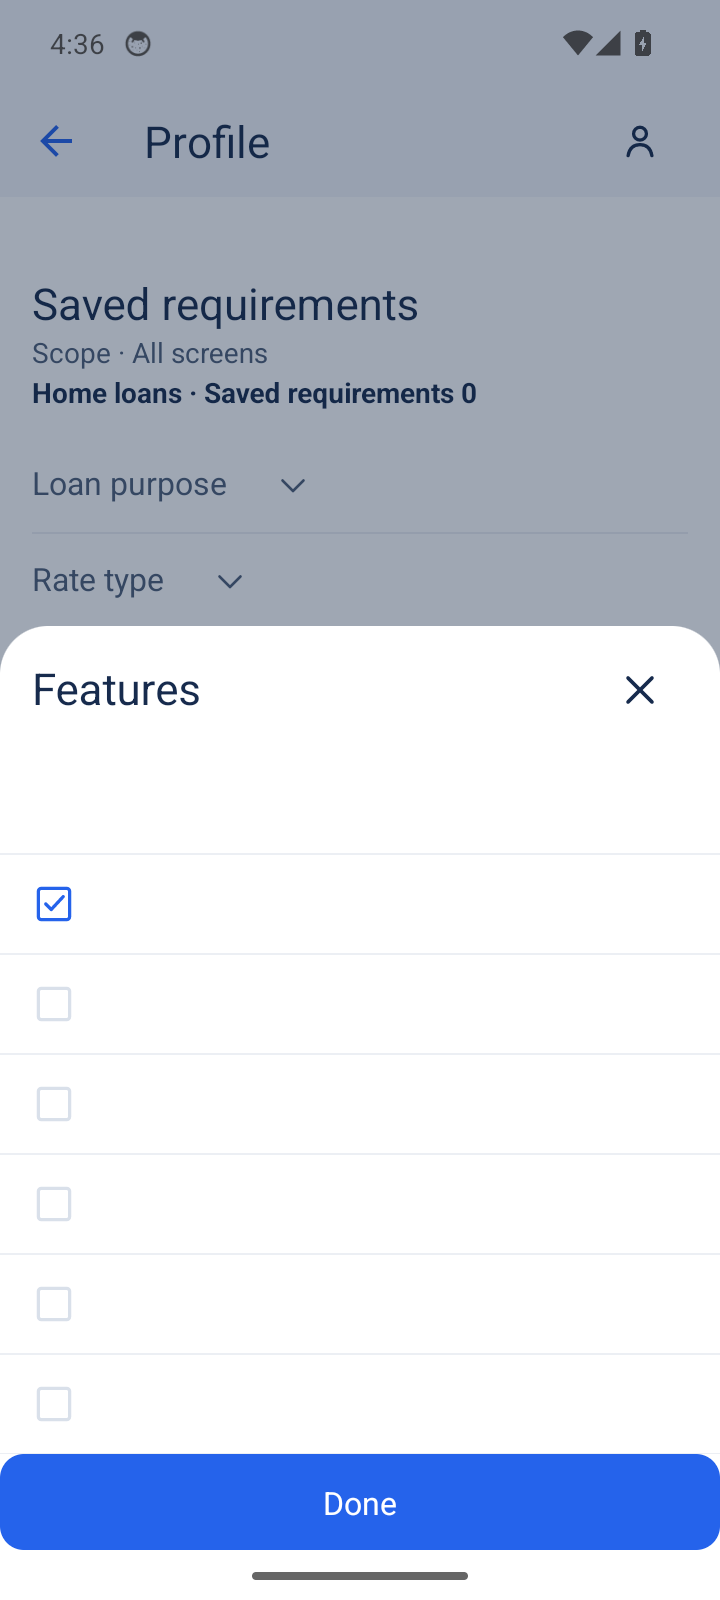 4:36
Profile
Saved requirements
Scope · All screens
Home loans · Saved requirements 0
Loan purpose
Rate type
Features
Done